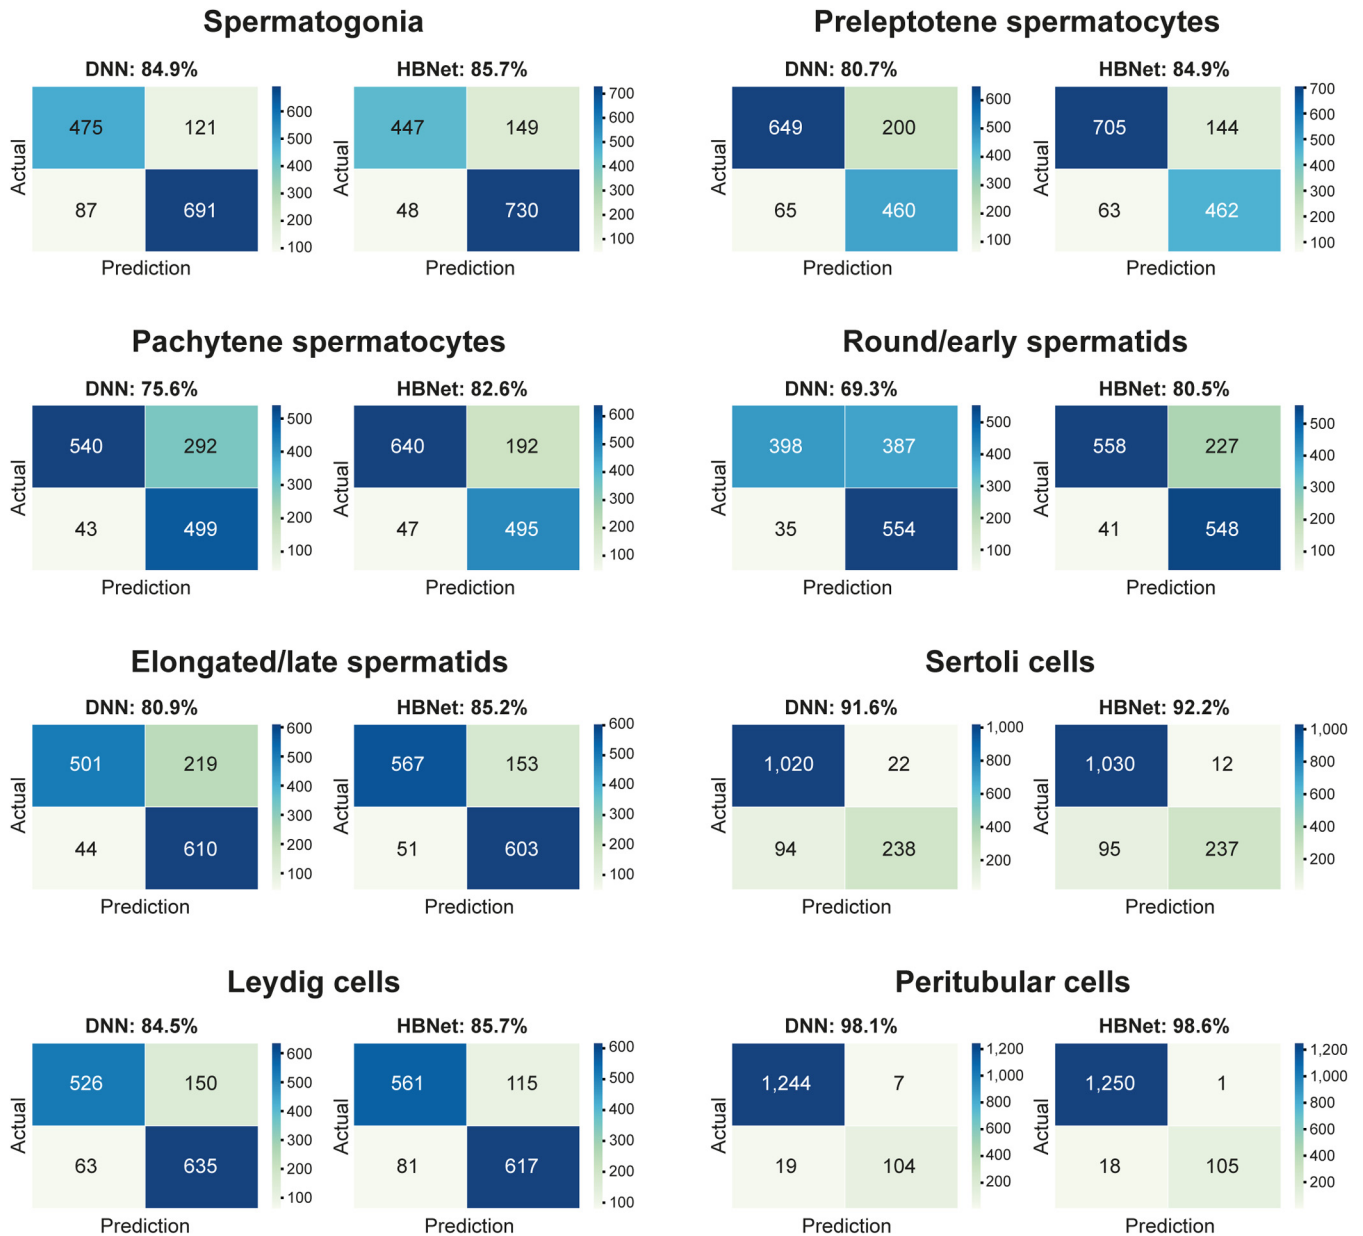 Spermatogonia
DNN: 84.9%
475 121
87 691
Actual
Prediction
600
500
400
300
200
100
HBNet: 85.7%
447 149
48 730
Actual
Prediction
700
600
500
400
300
200
100
Preleptotene spermatocytes
DNN: 80.7%
649 200
65 460
Actual
Prediction
600
500
400
300
200
100
HBNet: 84.9%
705 144
63 462
Actual
Prediction
700
600
500
400
300
200
100
Pachytene spermatocytes
DNN: 75.6%
540 292
43 499
Actual
Prediction
500
400
300
200
100
HBNet: 82.6%
640 192
47 495
Actual
Prediction
600
500
400
300
200
100
Round/early spermatids
DNN: 69.3%
398 387
35 554
Actual
Prediction
500
400
300
200
100
HBNet: 80.5%
558 227
41 548
Actual
Prediction
500
400
300
200
100
Elongated/late spermatids
DNN: 80.9%
501 219
44 610
Actual
Prediction
600
500
400
300
200
100
HBNet: 85.2%
567 153
51 603
Actual
Prediction
600
500
400
300
200
100
Sertoli cells
DNN: 91.6%
1,020 22
94 238
Actual
Prediction
1,000
800
600
400
200
HBNet: 92.2%
1,030 12
95 237
Actual
Prediction
1,000
800
600
400
200
Leydig cells
DNN: 84.5%
526 150
63 635
Actual
Prediction
600
500
400
300
200
100
HBNet: 85.7%
561 115
81 617
Actual
Prediction
600
500
400
300
200
100
Peritubular cells
DNN: 98.1%
1,244 7
19 104
Actual
Prediction
1,200
1,000
800
600
400
200
HBNet: 98.6%
1,250 1
18 105
Actual
Prediction
1,200
1,000
800
600
400
200